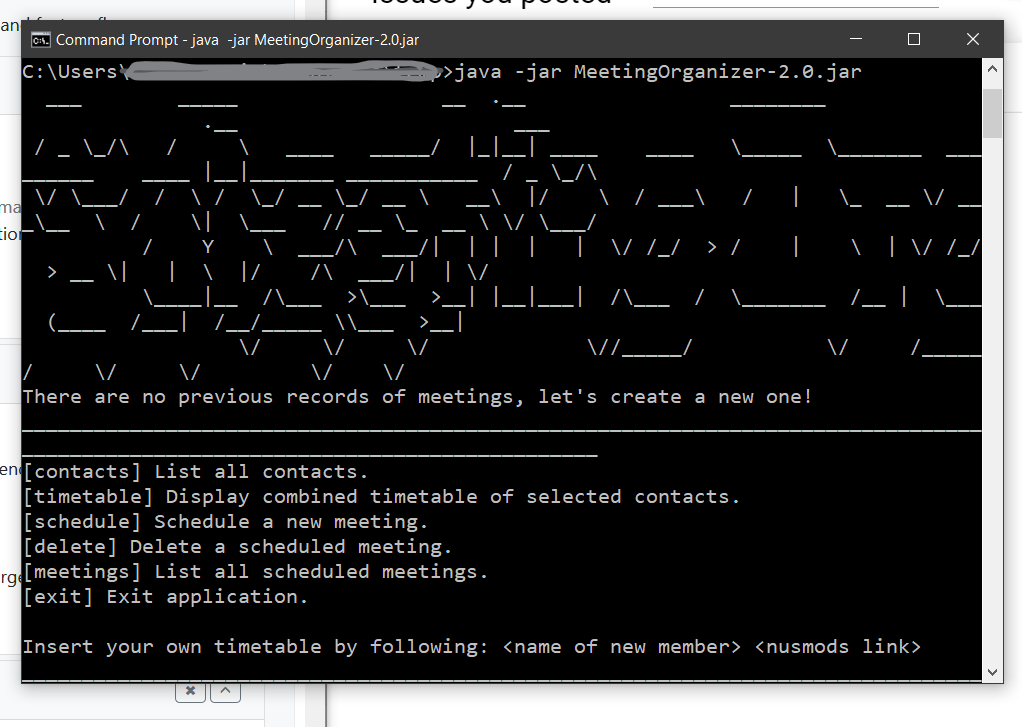 issues you posted
Command Prompt - java  -jar MeetingOrganizer-2.0.jar
C:\Users\ >java -jar MeetingOrganizer-2.0.jar
There are no previous records of meetings, let's create a new one!
[contacts] List all contacts.
[timetable] Display combined timetable of selected contacts.
[schedule] Schedule a new meeting.
[delete] Delete a scheduled meeting.
[meetings] List all scheduled meetings.
[exit] Exit application.
Insert your own timetable by following: <name of new member> <nusmods link>